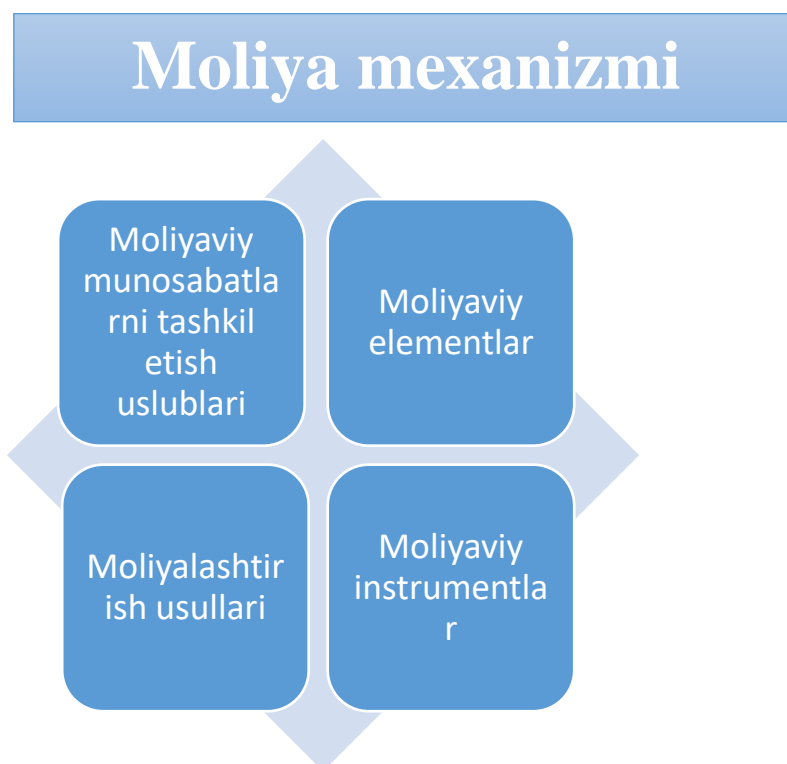 Moliya mexanizmi
Moliyaviy
munosabatla
rni tashkil
etish
uslublari
Moliyaviy
elementlar
Moliyalashtir
ish usullari
Moliyaviy
instrumentla
r